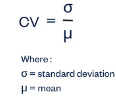 CV = σ / μ
Where:
σ = standard deviation
μ = mean